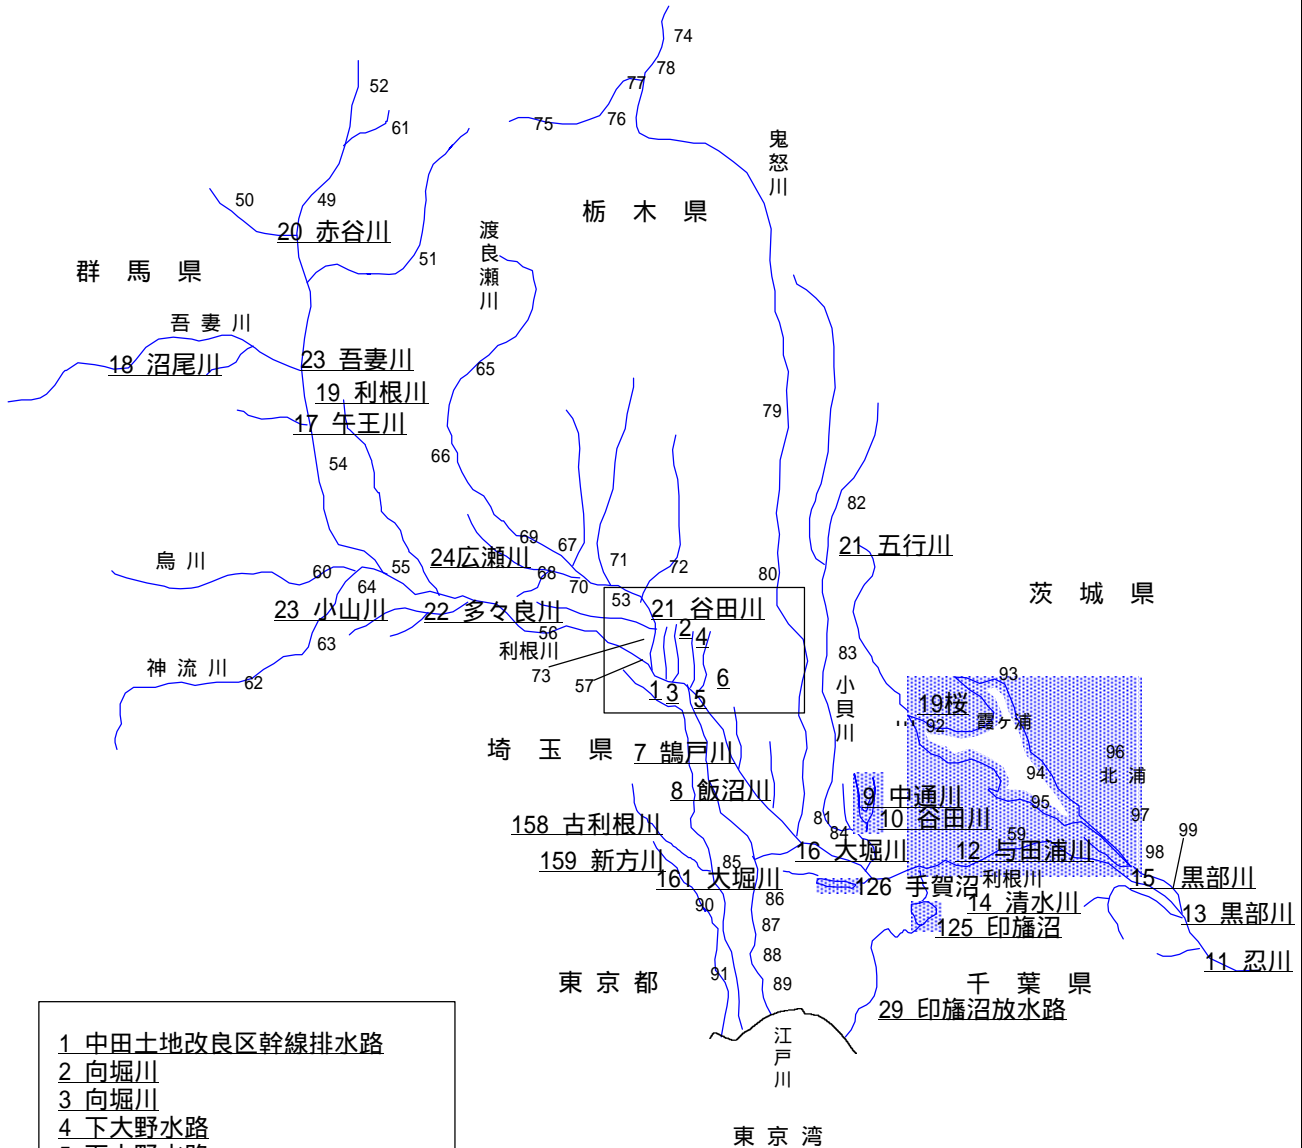 74
78
77
52
76
75
61
鬼怒川
50
49
栃 木 県
20 赤谷川
渡良瀬川
51
群 馬 県
吾 妻 川
18 沼尾川
23 吾妻川
65
19 利根川
79
17 午王川
66
54
82
69
67
21 五行川
烏 川
55
24広瀬川
71
72
60
68
80
64
70
53
茨 城 県
23 小山川
22 多々良川
21 谷田川
56
2
4
63
利根川
83
神 流 川
73
6
93
62
57
1
3
5
小貝川
19桜
川
92
霞ヶ浦
埼 玉 県
7 鵠戸川
96
94
北 浦
8 飯沼川
9 中通川
95
10 谷田川
97
158 古利根川
81
84
59
99
159 新方川
85
16 大堀川
12 与田浦川
98
161 大堀川
126 手賀沼
利根川
15 黒部川
90
86
14 清水川
13 黒部川
87
125 印旛沼
88
11 忍川
91
89
東 京 都
千 葉 県
29 印旛沼放水路
江戸川
1 中田土地改良区幹線排水路
2 向堀川
3 向堀川
4 下大野水路
東 京 湾